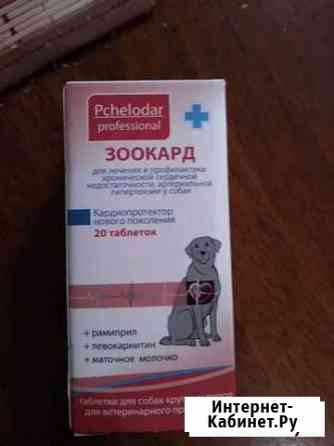 Pchelodar
professional
ЗООКАРД
для лечения и профилактики
хронической сердечной
недостаточности, артериальной
гипертензии у собак
Кардиопротектор
нового поколения
20 таблеток
+ рамиприл
+ левокарнитин
+ маточное молочко
таблетки для собак
для ветеринарного
Интернет-
Кабинет.Ру